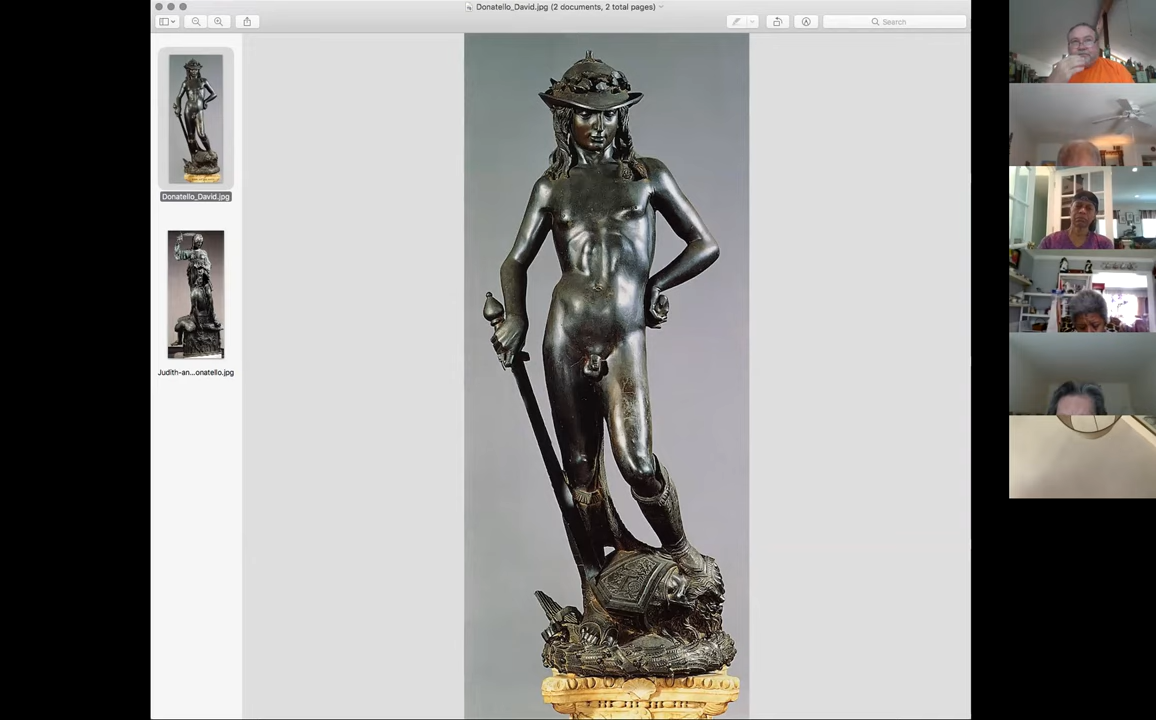 Donatello_David.jpg (2 documents, 2 total pages)
Search
Donatello_David.jpg
Judith-an...onatello.jpg